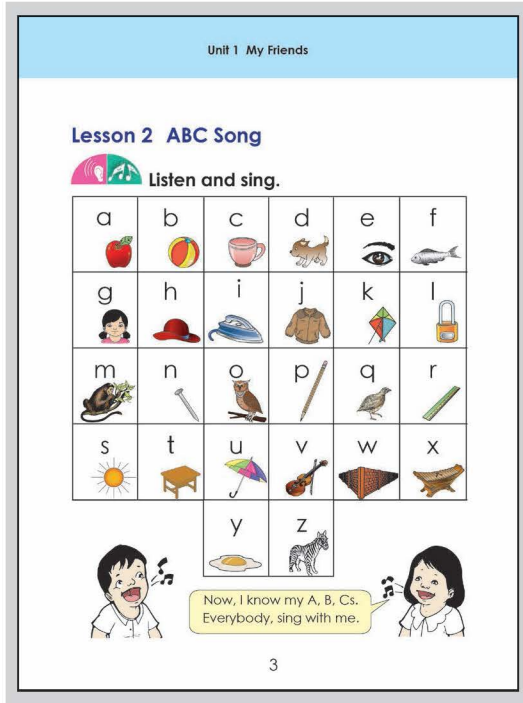 Unit 1 My Friends
Lesson 2 ABC Song
Listen and sing.
a b c d e f
g h i j k l
m n o p q r
s t u v w x
y z
Now, I know my A, B, Cs.
Everybody, sing with me.
3